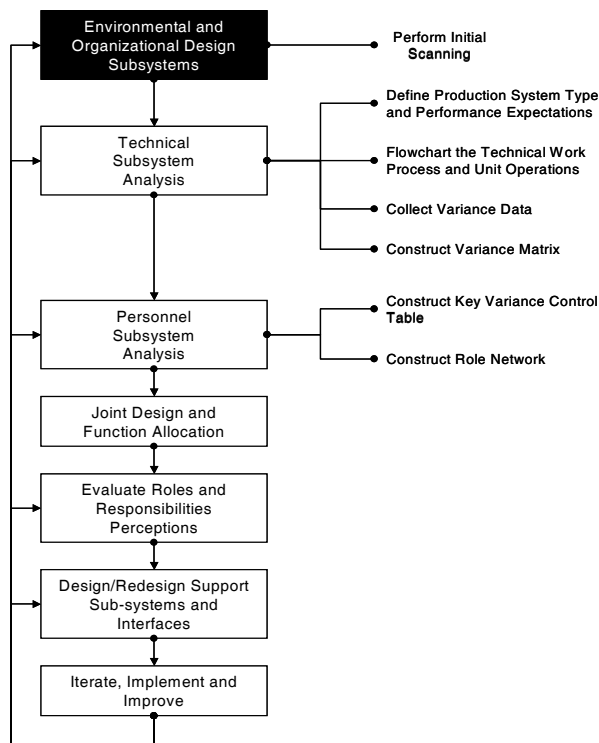 Environmental and
Organizational Design
Subsystems
Perform Initial
Scanning
Technical
Subsystem
Analysis
Define Production System Type
and Performance Expectations
Flowchart the Technical Work
Process and Unit Operations
Collect Variance Data
Construct Variance Matrix
Personnel
Subsystem
Analysis
Construct Key Variance Control
Table
Construct Role Network
Joint Design and
Function Allocation
Evaluate Roles and
Responsibilities
Perceptions
Design/Redesign Support
Sub-systems and
Interfaces
Iterate, Implement and
Improve